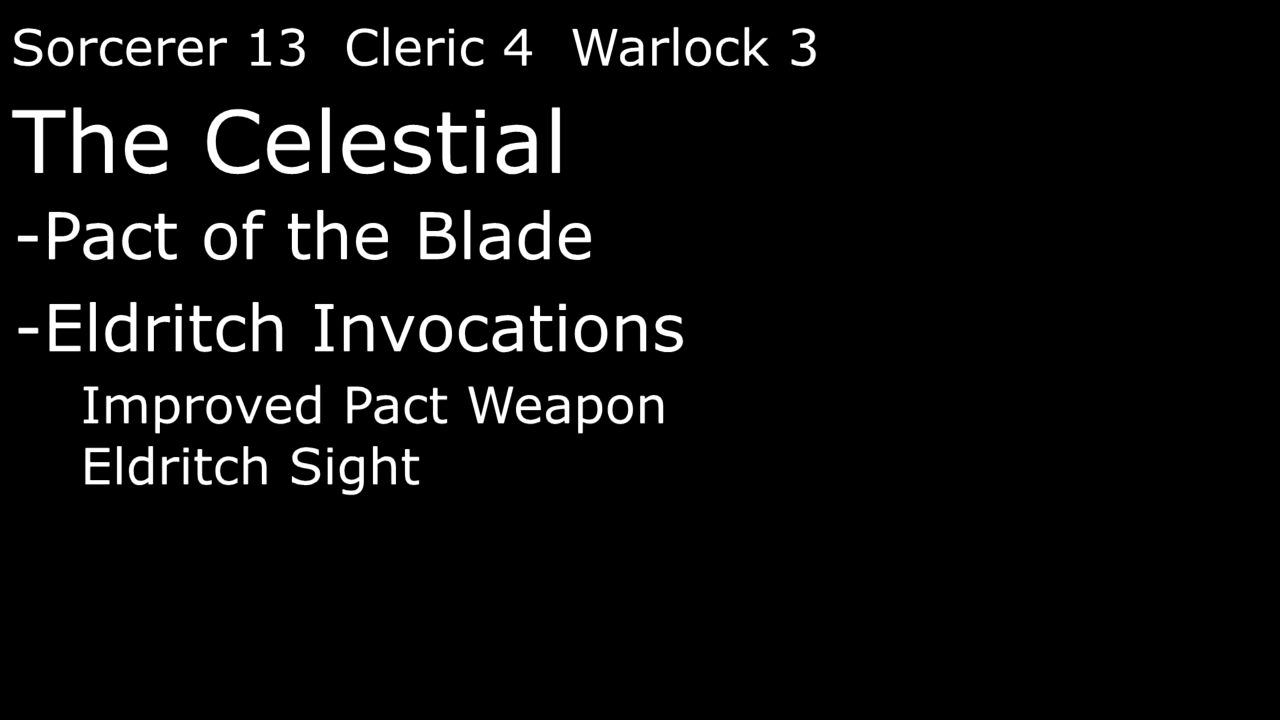 Sorcerer 13 Cleric 4 Warlock 3
The Celestial
-Pact of the Blade
-Eldritch Invocations
Improved Pact Weapon
Eldritch Sight